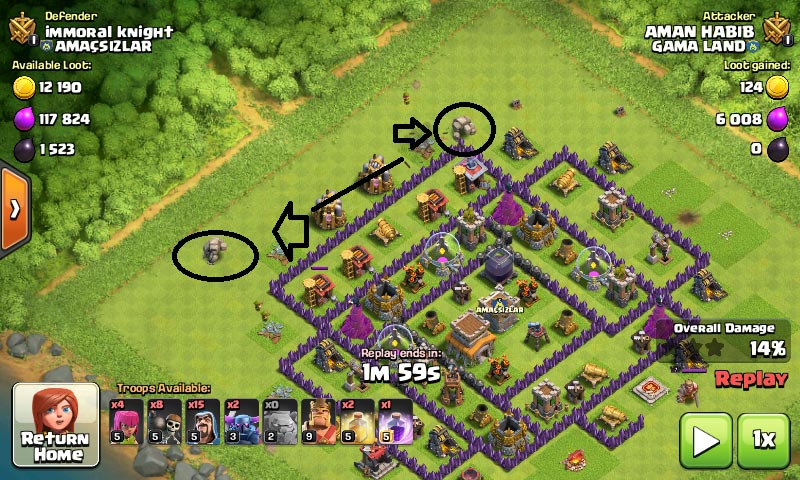 Defender
immoral knight
AMAÇSIZLAR
Attacker
AMAN HABIB
GAMA LAND
Available Loot:
12 190
117 824
1 523
Loot gained:
124
6 008
0
AMAÇSIZLAR
Overall Damage
14%
Replay ends in:
1M 59s
Replay
Troops Available:
x4 x8 x15 x2 x0 x2 x1
5 5 5 3 2 9 5 5
Return
Home
1x